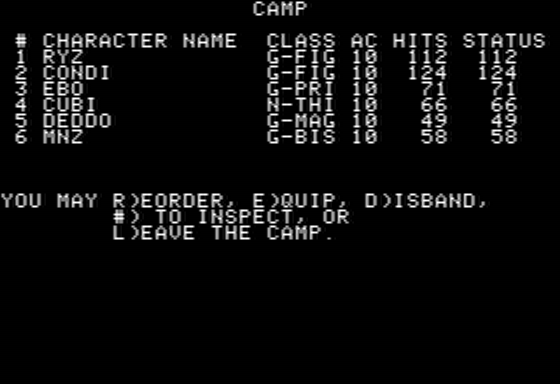 CAMP
# CHARACTER NAME CLASS AC HITS STATUS
1 RYZ G-FIG 10 112 112
2 CONDI G-FIG 10 124 124
3 EBO G-PRI 10 71 71
4 CUBI N-THI 10 66 66
5 DEDDO G-MAG 10 49 49
6 MNZ G-BIS 10 58 58
YOU MAY R)EORDER, E)QUIP, D)ISBAND,
#) TO INSPECT, OR
L)EAVE THE CAMP.